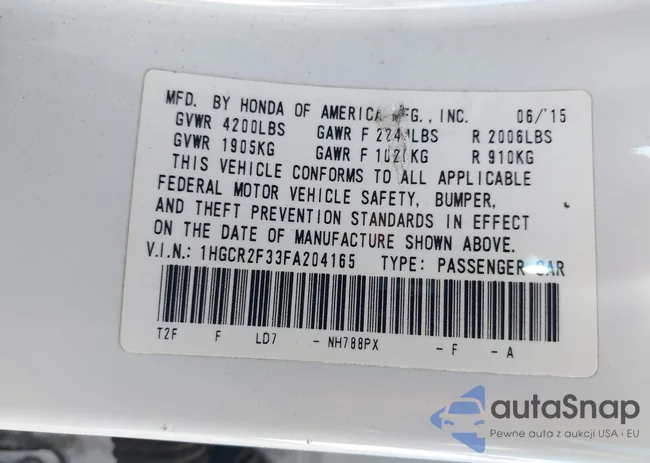 MFD. BY HONDA OF AMERICA MFG., INC. 06/'15
GVWR 4200LBS GAWR F LBS R 2006LBS
GVWR 1905KG GAWR F KG R 910KG
THIS VEHICLE CONFORMS TO ALL APPLICABLE
FEDERAL MOTOR VEHICLE SAFETY, BUMPER,
AND THEFT PREVENTION STANDARDS IN EFFECT
ON THE DATE OF MANUFACTURE SHOWN ABOVE.
V.I.N.: 1HGCR2F33FA204165 TYPE: PASSENGER CAR
T2F F LD7 - NH788PX - F - A
autaSnap
Pewne auta z aukcji USA i EU